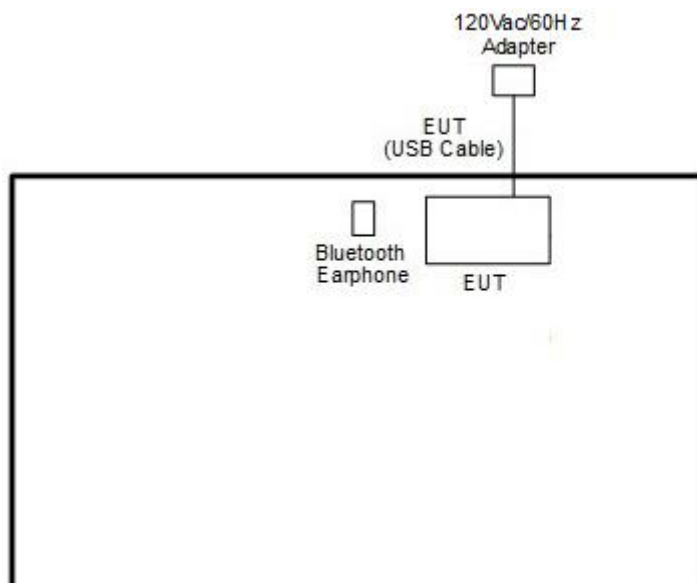 120Vac/60Hz
Adapter
EUT
(USB Cable)
Bluetooth
Earphone
EUT